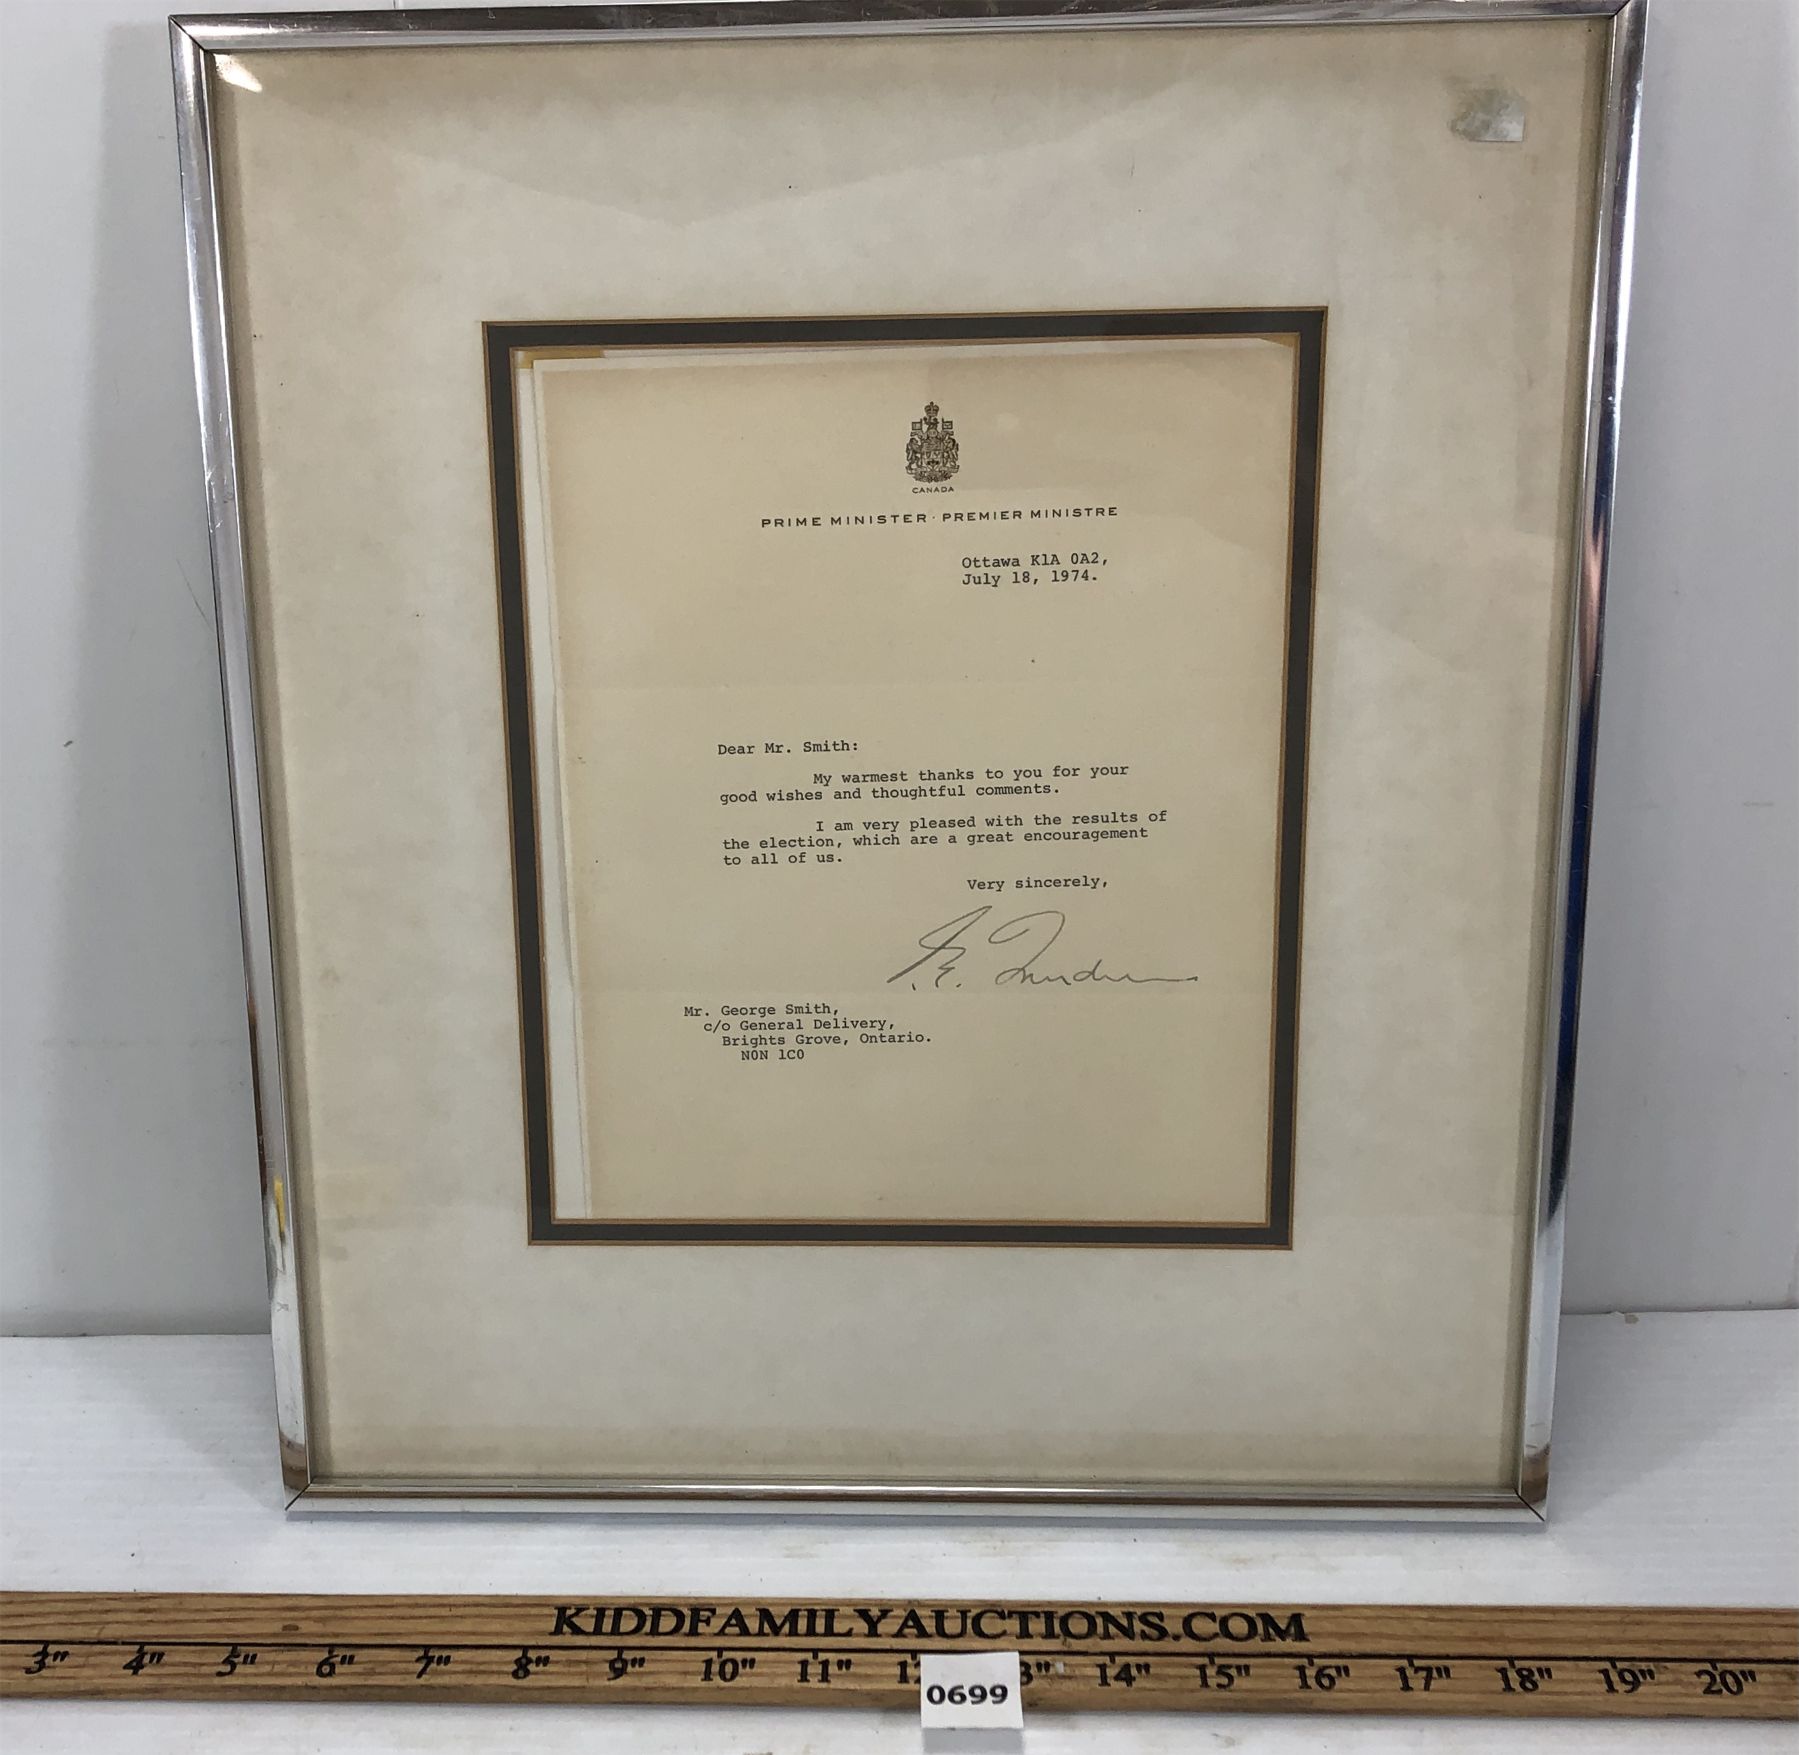 CANADA
PRIME MINISTER · PREMIER MINISTRE
Ottawa K1A 0A2,
July 18, 1974.
Dear Mr. Smith:
My warmest thanks to you for your
good wishes and thoughtful comments.
I am very pleased with the results of
the election, which are a great encouragement
to all of us.
Very sincerely,
P. E. Trudeau
Mr. George Smith,
c/o General Delivery,
Brights Grove, Ontario.
N0N 1C0
KIDDFAMILYAUCTIONS.COM
3" 4" 5" 6" 7" 8" 9" 10" 11" 14" 15" 16" 17" 18" 19" 20"
0699